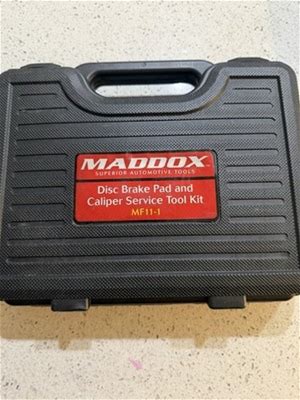 MADDOX
SUPERIOR AUTOMOTIVE TOOLS
Disc Brake Pad and
Caliper Service Tool Kit
MF11-1